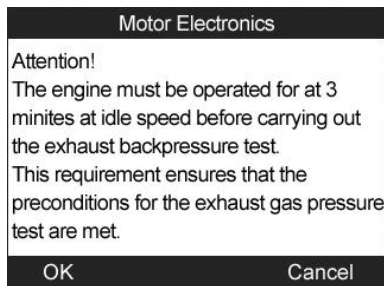 Motor Electronics
Attention!
The engine must be operated for at 3
minites at idle speed before carrying out
the exhaust backpressure test.
This requirement ensures that the
preconditions for the exhaust gas pressure
test are met.
OK Cancel